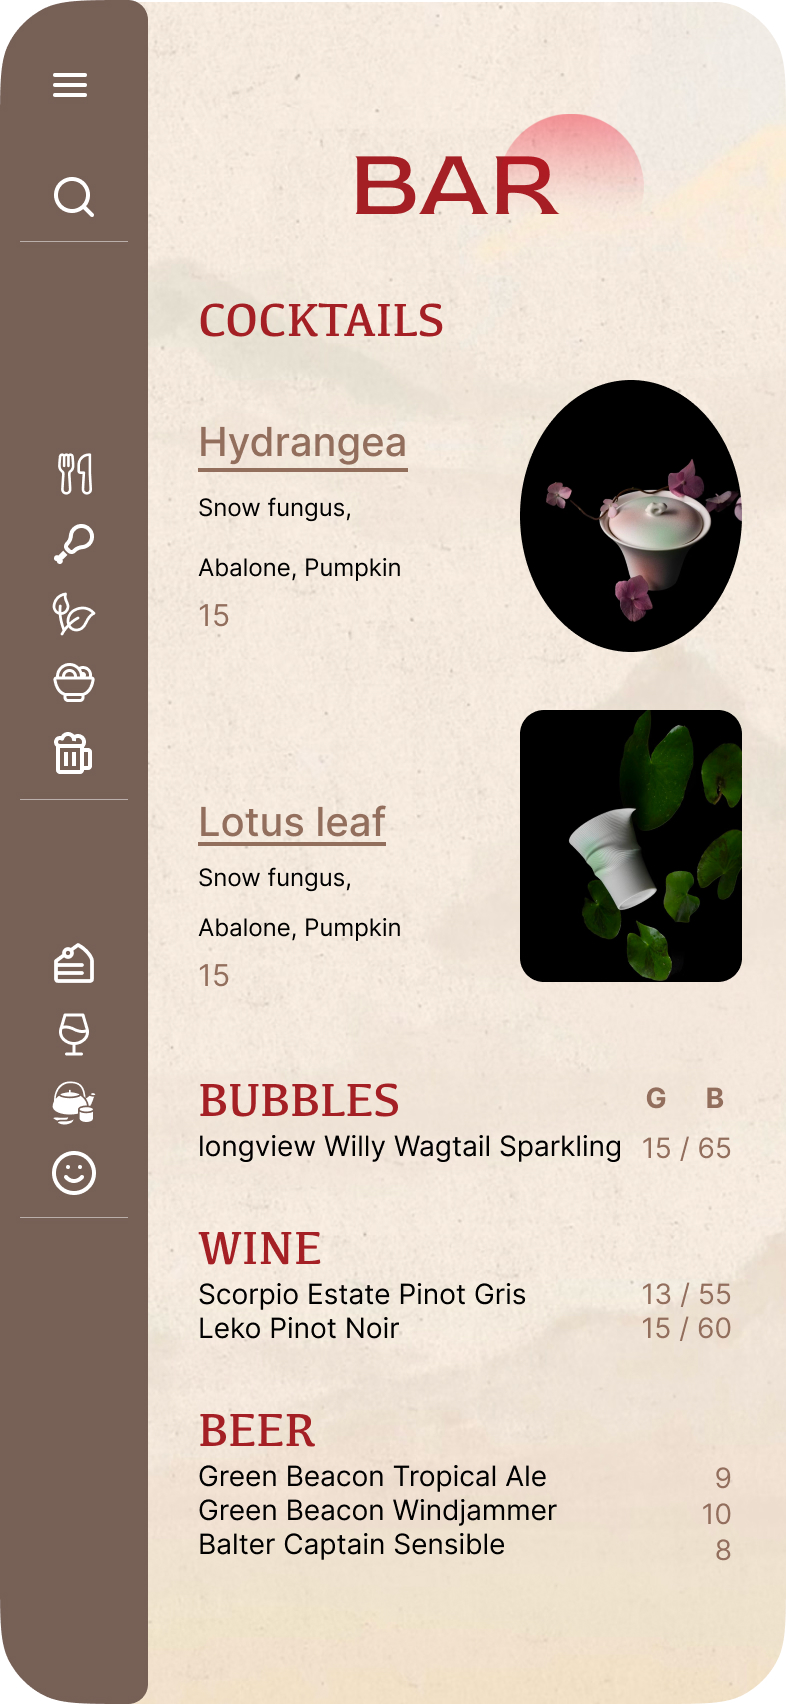 BAR
COCKTAILS
Hydrangea
Snow fungus,
Abalone, Pumpkin
15
Lotus leaf
Snow fungus,
Abalone, Pumpkin
15
BUBBLES G B
longview Willy Wagtail Sparkling 15 / 65
WINE
Scorpio Estate Pinot Gris 13 / 55
Leko Pinot Noir 15 / 60
BEER
Green Beacon Tropical Ale 9
Green Beacon Windjammer 10
Balter Captain Sensible 8